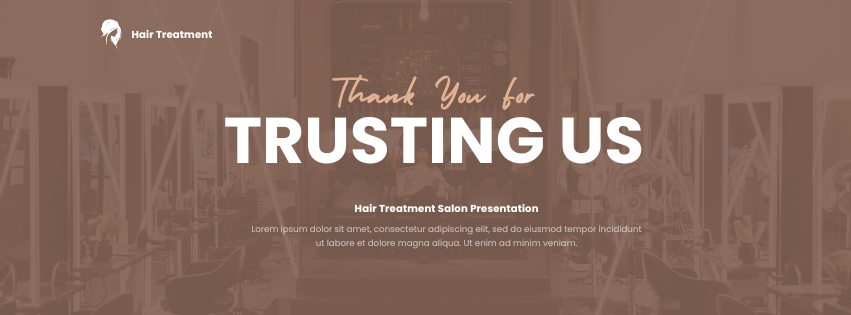 Hair Treatment
Thank You for
TRUSTING US
Hair Treatment Salon Presentation
Lorem ipsum dolor sit amet, consectetur adipiscing elit, sed do eiusmod tempor incididunt
ut labore et dolore magna aliqua. Ut enim ad minim veniam.